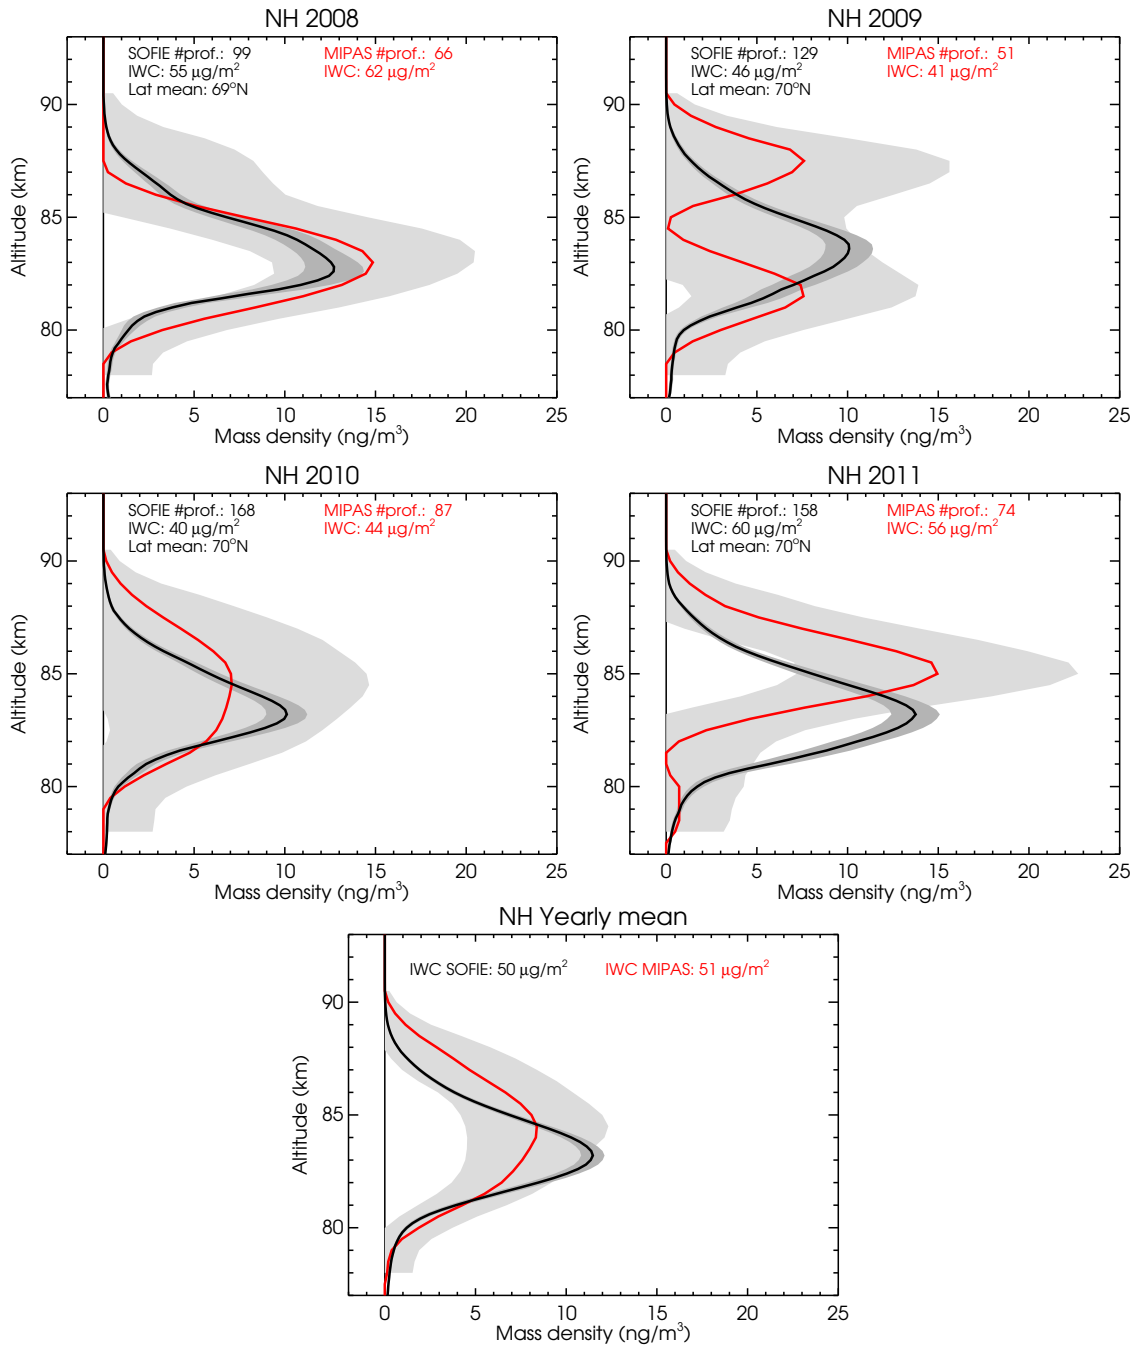 NH 2008
SOFIE #prof.: 99
IWC: 55 μg/m²
Lat mean: 69°N
MIPAS #prof.: 66
IWC: 62 μg/m²
90
85
80
Altitude (km)
0 5 10 15 20 25
Mass density (ng/m³)
NH 2009
SOFIE #prof.: 129
IWC: 46 μg/m²
Lat mean: 70°N
MIPAS #prof.: 51
IWC: 41 μg/m²
90
85
80
Altitude (km)
0 5 10 15 20 25
Mass density (ng/m³)
NH 2010
SOFIE #prof.: 168
IWC: 40 μg/m²
Lat mean: 70°N
MIPAS #prof.: 87
IWC: 44 μg/m²
90
85
80
Altitude (km)
0 5 10 15 20 25
Mass density (ng/m³)
NH 2011
SOFIE #prof.: 158
IWC: 60 μg/m²
Lat mean: 70°N
MIPAS #prof.: 74
IWC: 56 μg/m²
90
85
80
Altitude (km)
0 5 10 15 20 25
Mass density (ng/m³)
NH Yearly mean
IWC SOFIE: 50 μg/m²
IWC MIPAS: 51 μg/m²
90
85
80
Altitude (km)
0 5 10 15 20 25
Mass density (ng/m³)